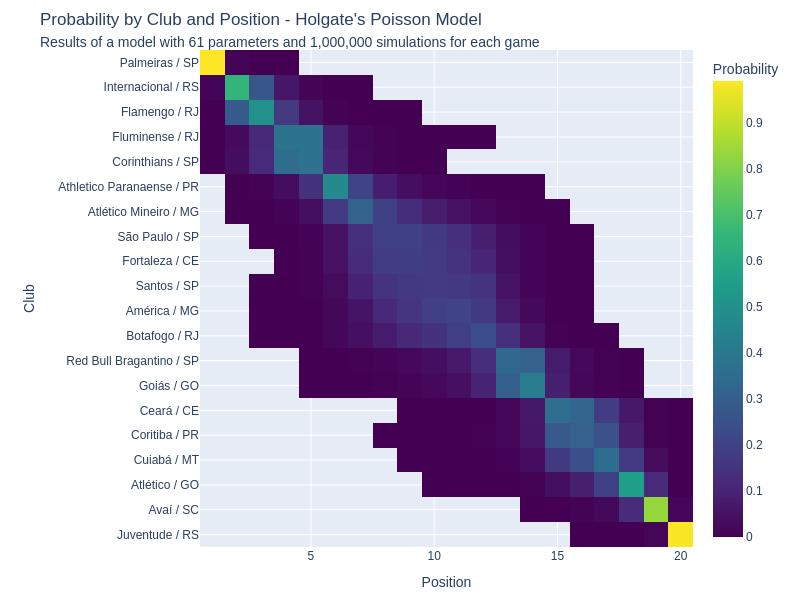 Probability by Club and Position - Holgate's Poisson Model
Results of a model with 61 parameters and 1,000,000 simulations for each game
Probability
Palmeiras / SP
Internacional / RS
Flamengo / RJ
Fluminense / RJ
Corinthians / SP
Athletico Paranaense / PR
Atlético Mineiro / MG
São Paulo / SP
Fortaleza / CE
Santos / SP
América / MG
Botafogo / RJ
Red Bull Bragantino / SP
Goiás / GO
Ceará / CE
Coritiba / PR
Cuiabá / MT
Atlético / GO
Avaí / SC
Juventude / RS
Club
5
10
15
20
Position
0.9
0.8
0.7
0.6
0.5
0.4
0.3
0.2
0.1
0